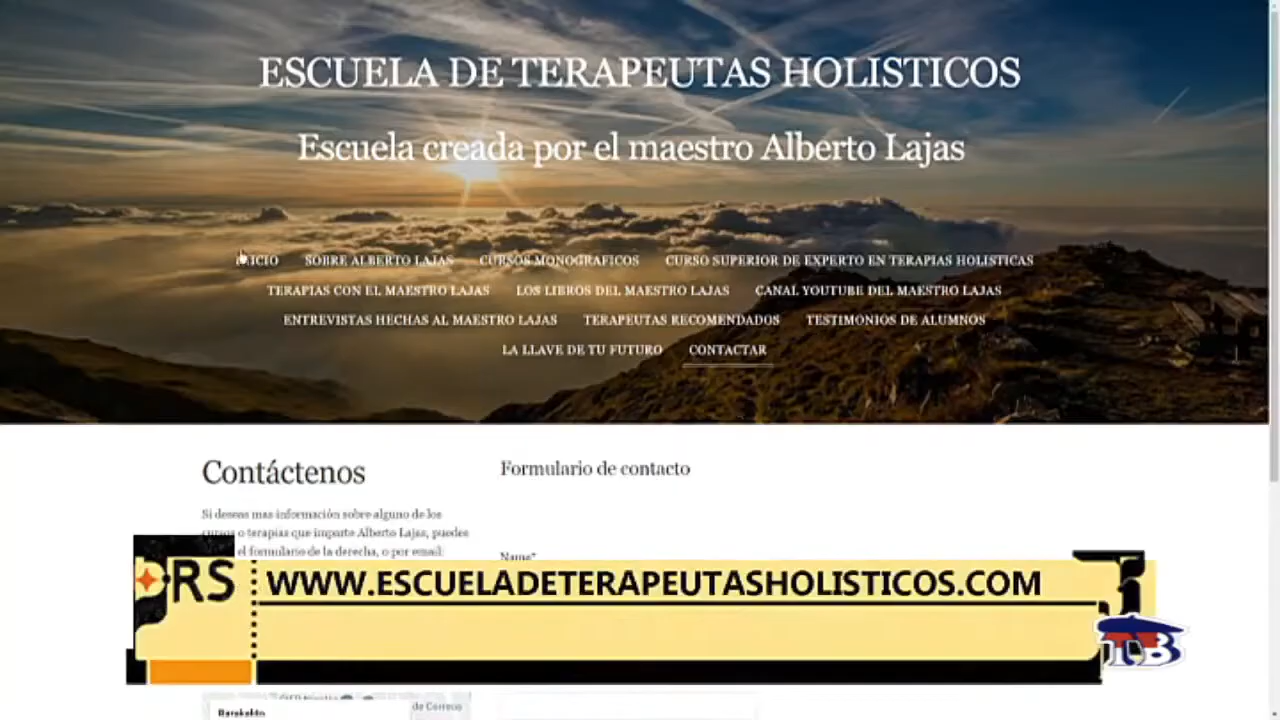 ESCUELA DE TERAPEUTAS HOLISTICOS
Escuela creada por el maestro Alberto Lajas
INICIO SOBRE ALBERTO LAJAS CURSOS MONOGRAFICOS CURSO SUPERIOR DE EXPERTO EN TERAPIAS HOLISTICAS
TERAPIAS CON EL MAESTRO LAJAS LOS LIBROS DEL MAESTRO LAJAS CANAL YOUTUBE DEL MAESTRO LAJAS
ENTREVISTAS HECHAS AL MAESTRO LAJAS TERAPEUTAS RECOMENDADOS TESTIMONIOS DE ALUMNOS
LA LLAVE DE TU FUTURO CONTACTAR
Contáctenos
Formulario de contacto
Si deseas mas información sobre alguno de los
cursos o terapias que imparte Alberto Lajas, puedes
el formulario de la derecha, o por email:
Name*
RS WWW.ESCUELADETERAPEUTASHOLISTICOS.COM
TDB
de Correos
Barakaldo